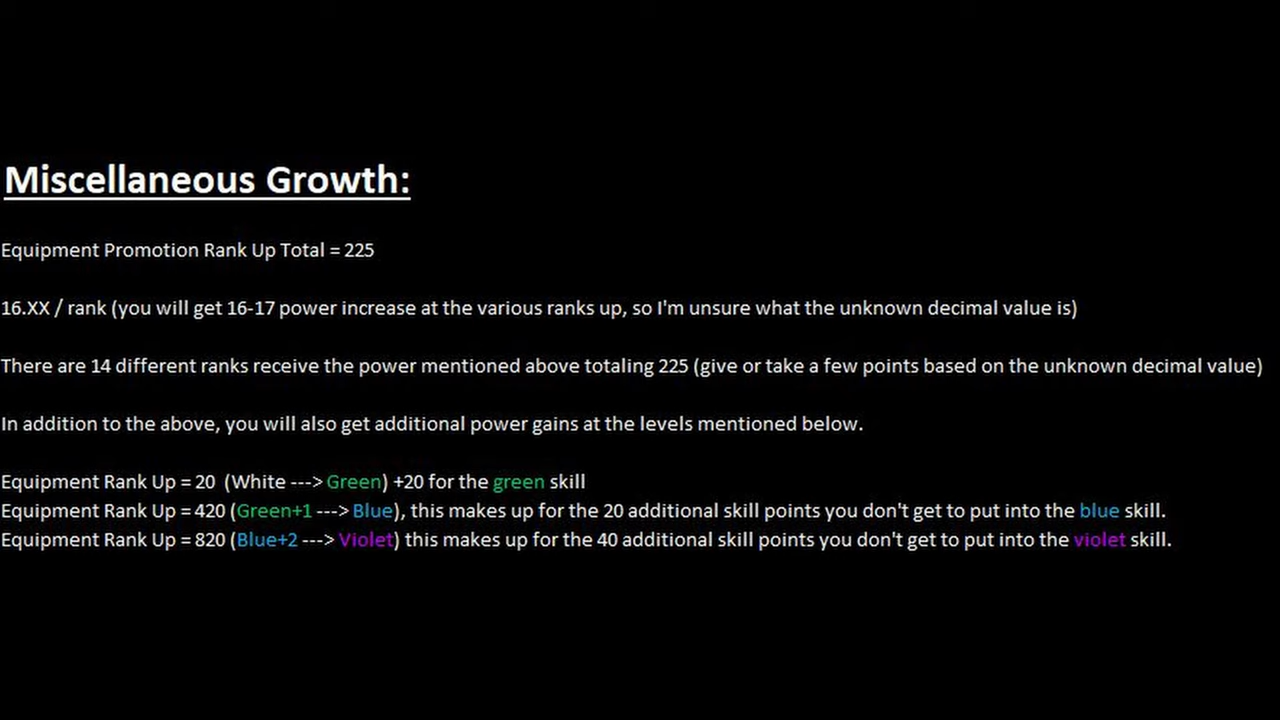 Miscellaneous Growth:
Equipment Promotion Rank Up Total = 225
16.XX / rank (you will get 16-17 power increase at the various ranks up, so I'm unsure what the unknown decimal value is)
There are 14 different ranks receive the power mentioned above totaling 225 (give or take a few points based on the unknown decimal value)
In addition to the above, you will also get additional power gains at the levels mentioned below.
Equipment Rank Up = 20  (White ---> Green) +20 for the green skill
Equipment Rank Up = 420 (Green+1 ---> Blue), this makes up for the 20 additional skill points you don't get to put into the blue skill.
Equipment Rank Up = 820 (Blue+2 ---> Violet) this makes up for the 40 additional skill points you don't get to put into the violet skill.